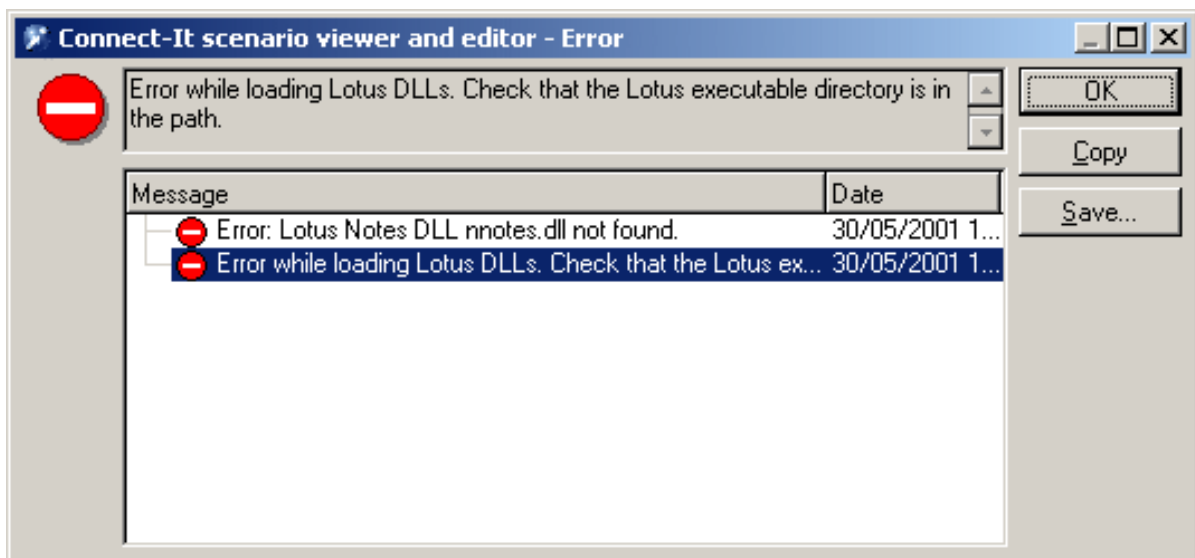 Connect-It scenario viewer and editor - Error
Error while loading Lotus DLLs. Check that the Lotus executable directory is in
the path.
OK
Copy
Save...
Message Date
Error: Lotus Notes DLL nnotes.dll not found. 30/05/2001 1...
Error while loading Lotus DLLs. Check that the Lotus ex... 30/05/2001 1...